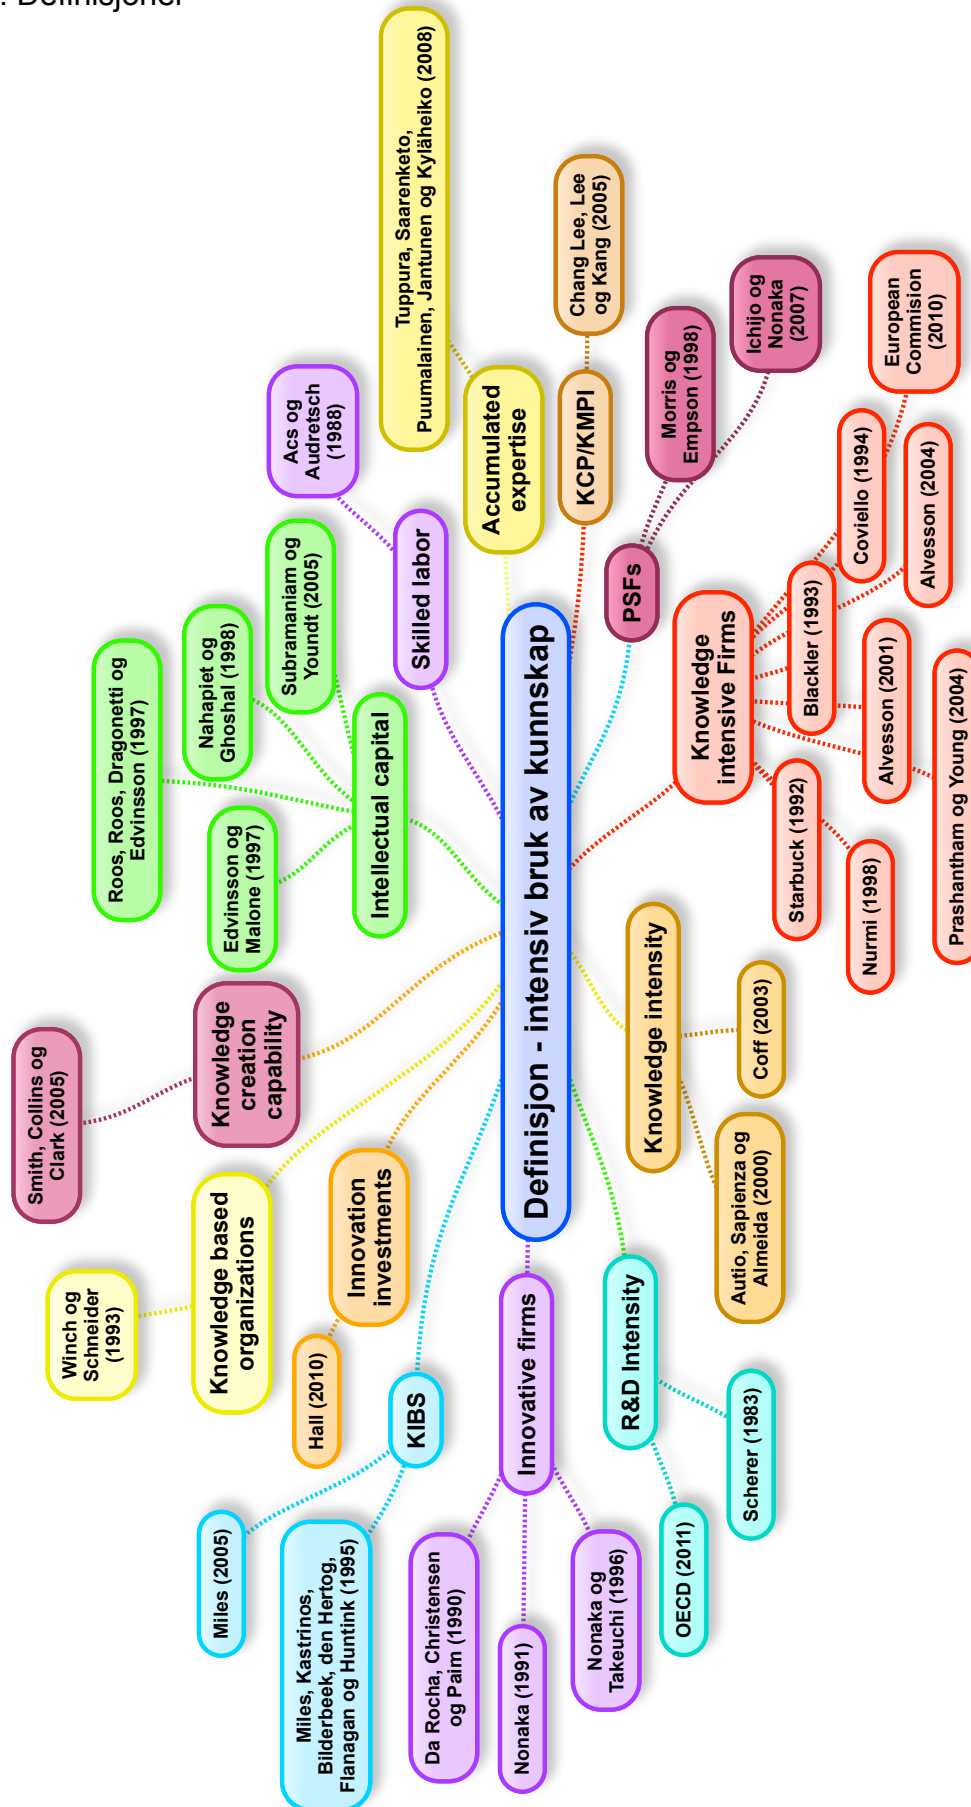 . Definisjoner
Definisjon - intensiv bruk av kunnskap
Smith, Collins og
Clark (2005)
Knowledge
creation
capability
Winch og
Schneider
(1993)
Knowledge based
organizations
Innovation
investments
Hall (2010)
KIBS
Miles (2005)
Miles, Kastrinos,
Bilderbeek, den Hertog,
Flanagan og Huntink (1995)
Innovative firms
Da Rocha, Christensen
og Paim (1990)
Nonaka (1991)
Nonaka og
Takeuchi (1996)
R&D Intensity
OECD (2011)
Scherer (1983)
Knowledge intensity
Autio, Sapienza og
Almeida (2000)
Coff (2003)
Knowledge
intensive Firms
Starbuck (1992)
Nurmi (1998)
Prashantham og Young (2004)
Alvesson (2001)
Blackler (1993)
Alvesson (2004)
Coviello (1994)
European
Commision
(2010)
PSFs
Morris og
Empson (1998)
Ichijo og
Nonaka
(2007)
KCP/KMPI
Chang Lee, Lee
og Kang (2005)
Accumulated
expertise
Tuppura, Saarenketo,
Puumalainen, Jantunen og Kyläheiko (2008)
Skilled labor
Acs og
Audretsch
(1988)
Intellectual capital
Subramaniam og
Youndt (2005)
Nahapiet og
Ghoshal (1998)
Roos, Roos, Dragonetti og
Edvinsson (1997)
Edvinsson og
Malone (1997)